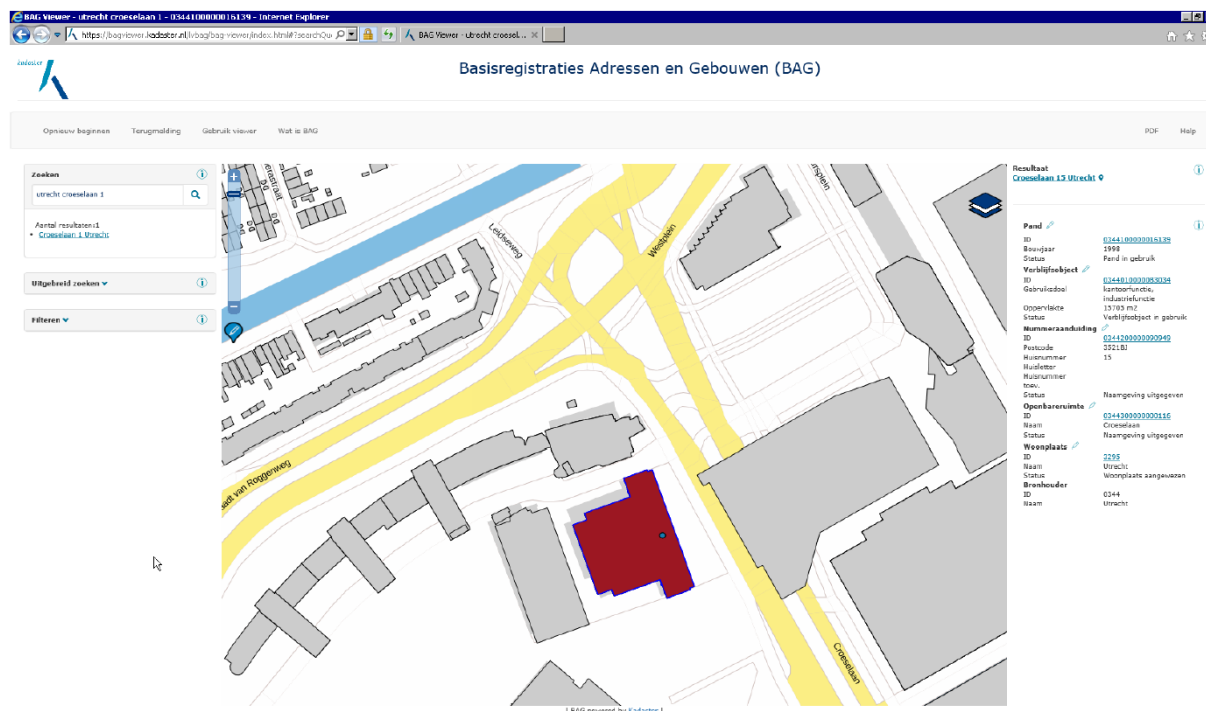 BAG Viewer - utrecht croeselaan 1 - 0344100000016139 - Internet Explorer
https://bagviewer.kadaster.nl/lvbag/bag-viewer/index.html#?searchQu
BAG Viewer - utrecht croesel... ×
kadaster
Basisregistraties Adressen en Gebouwen (BAG)
Opnieuw beginnen Terugmelding Gebruik viewer Wat is BAG PDF Help
Zoeken
utrecht croeselaan 1
Aantal resultaten:1
Croeselaan 1 Utrecht
Uitgebreid zoeken
Filteren
Leidseweg
Westplein
Croeselaan
Resultaat
Croeselaan 15 Utrecht
Pand
ID 0344100000016139
Bouwjaar 1998
Status Pand in gebruik
Verblijfsobject
ID
Gebruiksdoel kantoorfunctie,
industriefunctie
Oppervlakte 15705 m2
Status Verblijfsobject in gebruik
Nummeraanduiding
ID 0344200000090949
Postcode 3521BJ
Huisnummer 15
Huisletter
Huisnummer
toev.
Status Naamgeving uitgegeven
Openbareruimte
ID 0344300000000116
Naam Croeselaan
Status Naamgeving uitgegeven
Woonplaats
ID 3295
Naam Utrecht
Status Woonplaats aangewezen
Bronhouder
ID 0344
Naam Utrecht
[ BAG powered by Kadaster ]